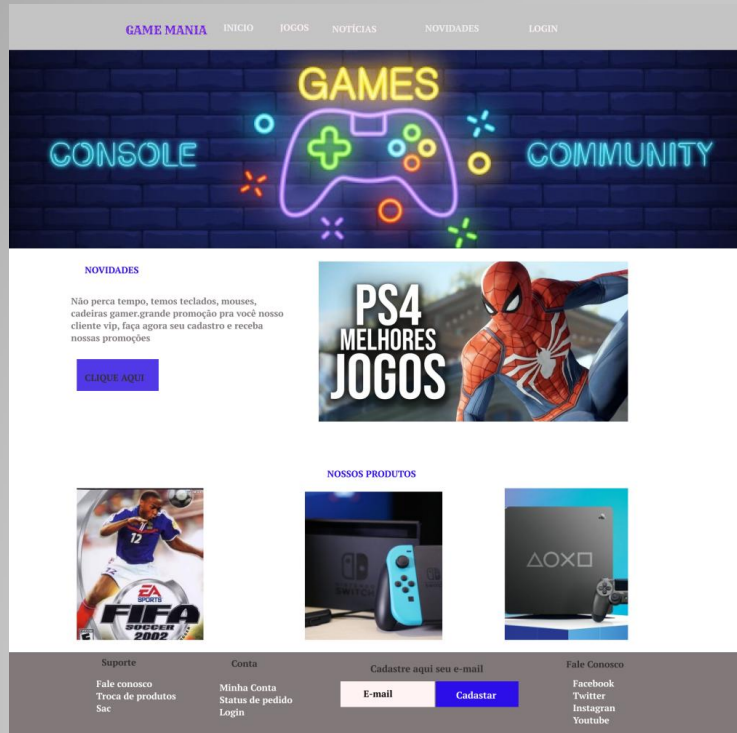 GAME MANIA INICIO JOGOS NOTÍCIAS NOVIDADES LOGIN
GAMES
CONSOLE
COMMUNITY
NOVIDADES
Não perca tempo, temos teclados, mouses,
cadeiras gamer.grande promoção pra você nosso
cliente vip, faça agora seu cadastro e receba
nossas promoções
CLIQUE AQUI
PS4
MELHORES
JOGOS
NOSSOS PRODUTOS
12
12
EA
SPORTS
FIFA
SOCCER
2002
E
SWITCH
Suporte
Fale conosco
Troca de produtos
Sac
Conta
Minha Conta
Status de pedido
Login
Cadastre aqui seu e-mail
E-mail
Cadastar
Fale Conosco
Facebook
Twitter
Instagran
Youtube